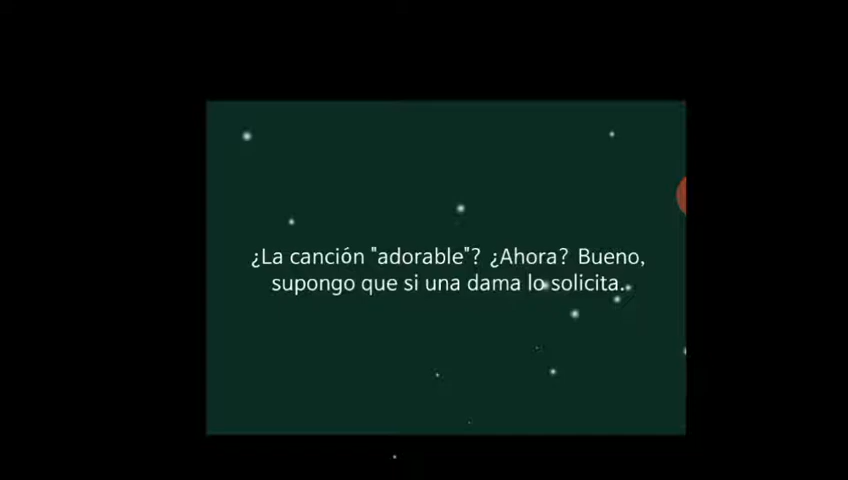 ¿La canción "adorable"? ¿Ahora? Bueno,
supongo que si una dama lo solicita.